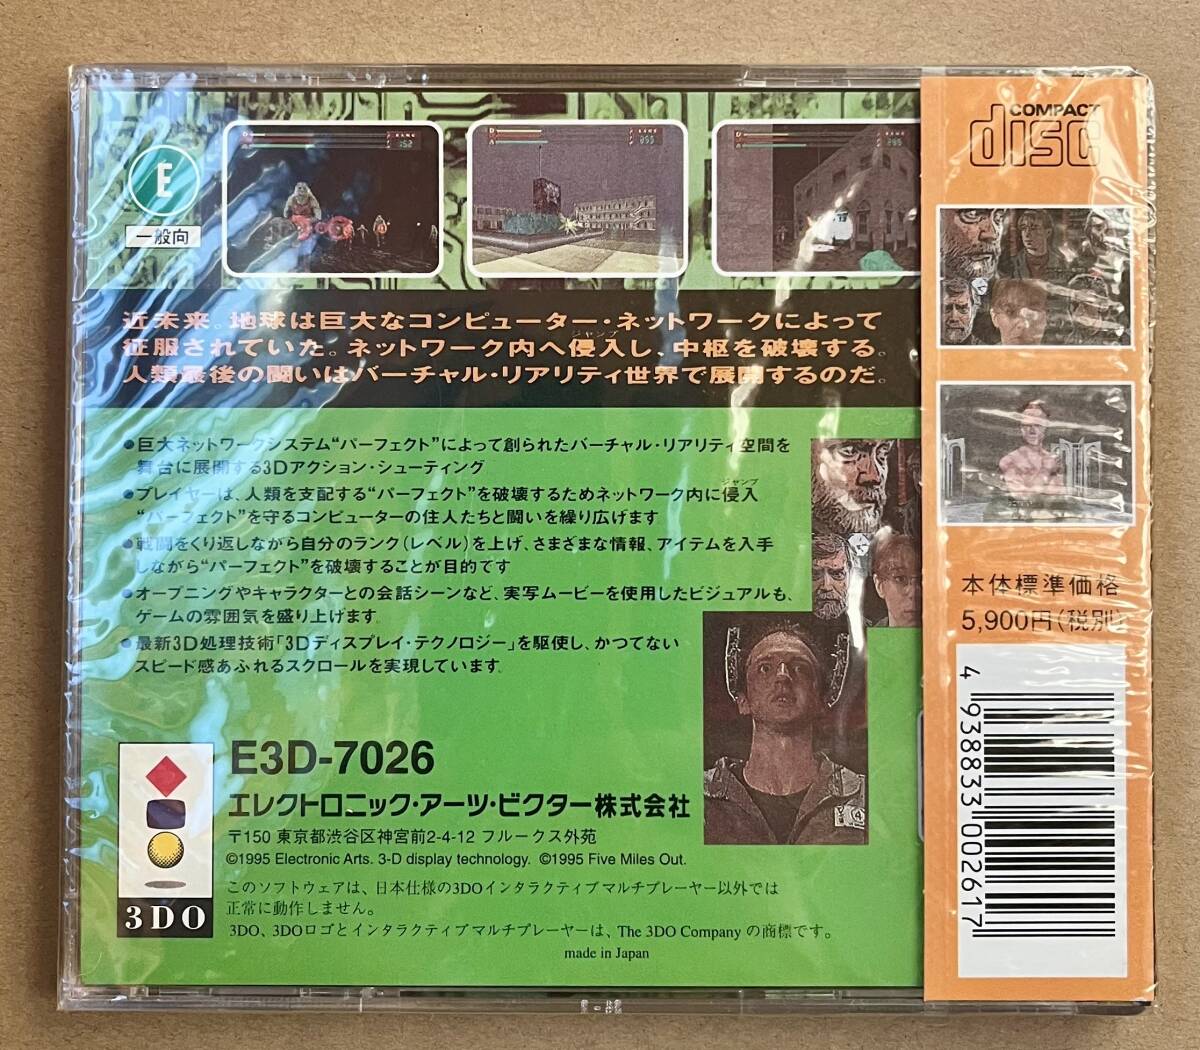 E
一般向
近未来。地球は巨大なコンピューター・ネットワークによって
征服されていた。ネットワーク内へ侵入し、中枢を破壊する。
ジャンプ
人類最後の闘いはバーチャル・リアリティ世界で展開するのだ。
●巨大ネットワークシステム“パーフェクト”によって創られたバーチャル・リアリティ空間を
舞台に展開する3Dアクション・シューティング
●プレイヤーは、人類を支配する“パーフェクト”を破壊するためネットワーク内に侵入
ジャンプ
“パーフェクト”を守るコンピューターの住人たちと闘いを繰り広げます
●戦闘をくり返しながら自分のランク(レベル)を上げ、さまざまな情報、アイテムを入手
しながら“パーフェクト”を破壊することが目的です
●オープニングやキャラクターとの会話シーンなど、実写ムービーを使用したビジュアルも、
ゲームの雰囲気を盛り上げます.
●最新3D処理技術「3Dディスプレイ・テクノロジー」を駆使し、かつてない
スピード感あふれるスクロールを実現しています.
3DO
E3D-7026
エレクトロニック・アーツ・ビクター株式会社
〒150 東京都渋谷区神宮前2-4-12 フルークス外苑
©1995 Electronic Arts. 3-D display technology. ©1995 Five Miles Out.
このソフトウェアは、日本仕様の3DOインタラクティブマルチプレーヤー以外では
正常に動作しません。
3DO、3DOロゴとインタラクティブマルチプレーヤーは、The 3DO Company の商標です。
made in Japan
COMPACT
disc
本体標準価格
5,900円(税別)
4 938833 002617